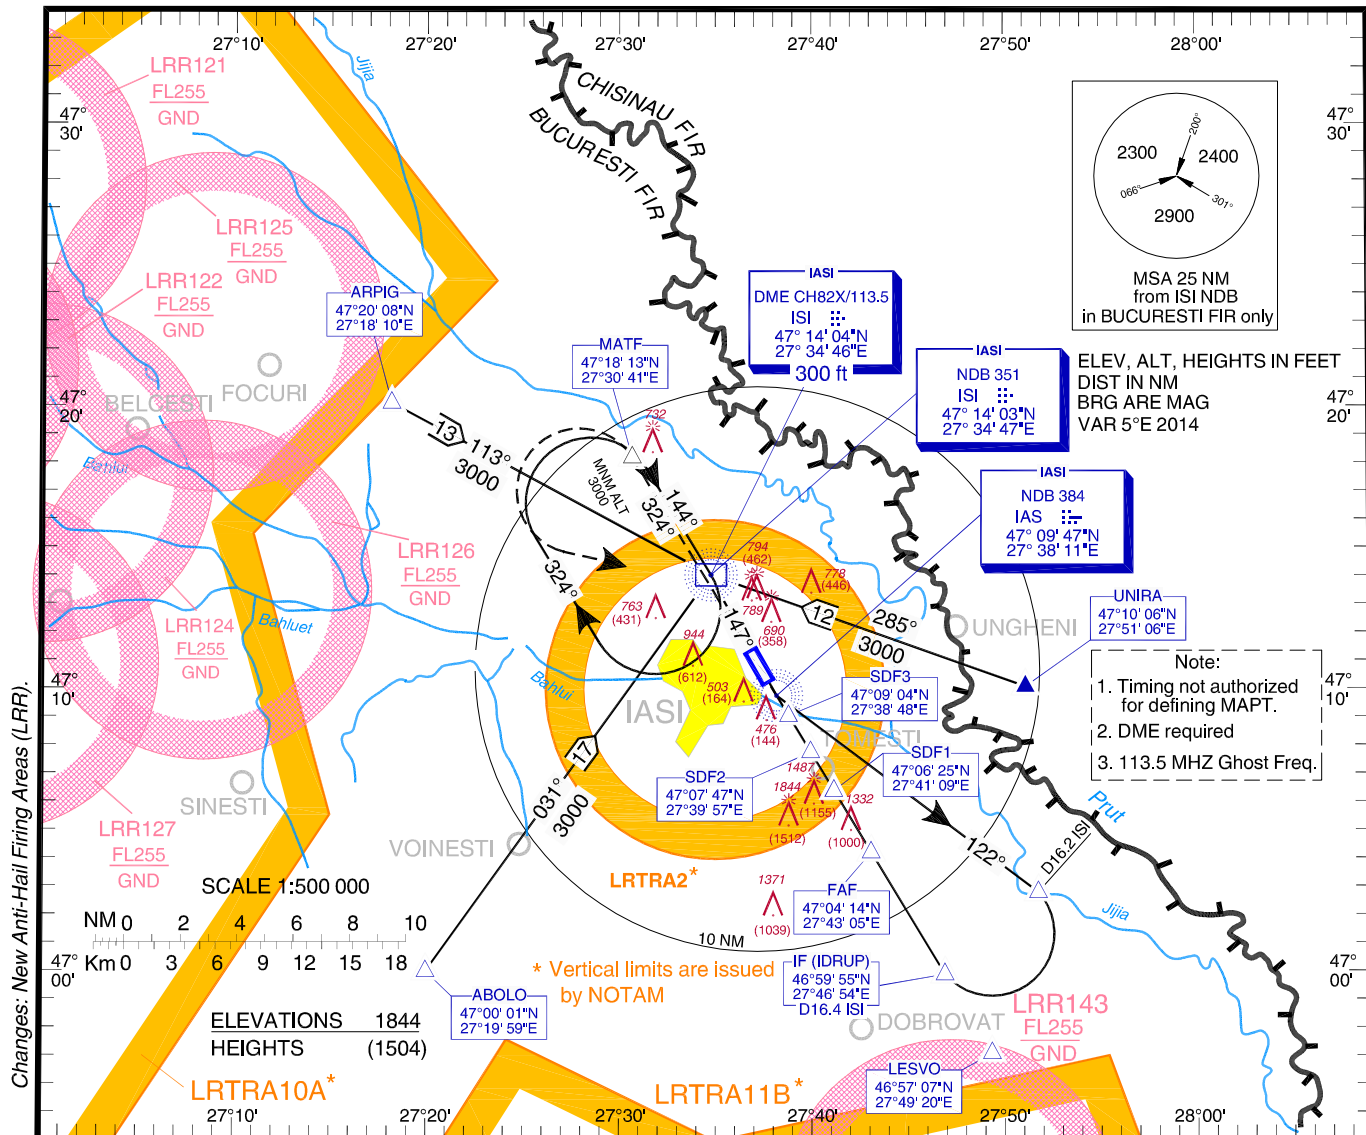 27°10'
27°20'
27°30'
27°40'
27°50'
28°00'
47°
30'
47°
30'
LRR121
FL255
GND
Jijia
CHISINAU FIR
BUCURESTI FIR
2300
2400
2900
200°
066°
301°
MSA 25 NM
from ISI NDB
in BUCURESTI FIR only
LRR125
FL255
GND
LRR122
FL255
GND
ARPIG
47°20' 08"N
27°18' 10"E
IASI
DME CH82X/113.5
ISI
47° 14' 04"N
27° 34' 46"E
300 ft
MATF
47°18' 13"N
27°30' 41"E
IASI
NDB 351
ISI
47° 14' 03"N
27° 34' 47"E
ELEV, ALT, HEIGHTS IN FEET
DIST IN NM
BRG ARE MAG
VAR 5°E 2014
FOCURI
BELCESTI
47°
20'
47°
20'
732
13
113°
3000
Bahlui
MNM ALT
3000
144°
324°
IASI
NDB 384
IAS
47° 09' 47"N
27° 38' 11"E
LRR126
FL255
GND
794
(462)
778
(446)
789
690
(358)
763
(431)
324°
147°
12
285°
3000
UNGHENI
UNIRA
47°10' 06"N
27°51' 06"E
LRR124
FL255
GND
Bahluet
944
(612)
503
(164)
476
(144)
Bahlui
IASI
SDF3
47°09' 04"N
27°38' 48"E
Note:
1. Timing not authorized
for defining MAPT.
2. DME required
3. 113.5 MHZ Ghost Freq.
47°
10'
47°
10'
TOMESTI
SDF1
47°06' 25"N
27°41' 09"E
SDF2
47°07' 47"N
27°39' 57"E
1487
(1155)
1844
(1512)
1332
(1000)
17
031°
3000
SINESTI
LRR127
FL255
GND
VOINESTI
Prut
122°
D16.2 ISI
LRTRA2*
1371
(1039)
FAF
47°04' 14"N
27°43' 05"E
Jijia
SCALE 1:500 000
NM 0 2 4 6 8 10
Km 0 3 6 9 12 15 18
10 NM
* Vertical limits are issued
by NOTAM
IF (IDRUP)
46°59' 55"N
27°46' 54"E
D16.4 ISI
47°
00'
47°
00'
ABOLO
47°00' 01"N
27°19' 59"E
ELEVATIONS 1844
HEIGHTS (1504)
DOBROVAT
LRR143
FL255
GND
LESVO
46°57' 07"N
27°49' 20"E
LRTRA10A*
LRTRA11B*
27°10'
27°20'
27°30'
27°40'
27°50'
28°00'
Changes: New Anti-Hail Firing Areas (LRR).